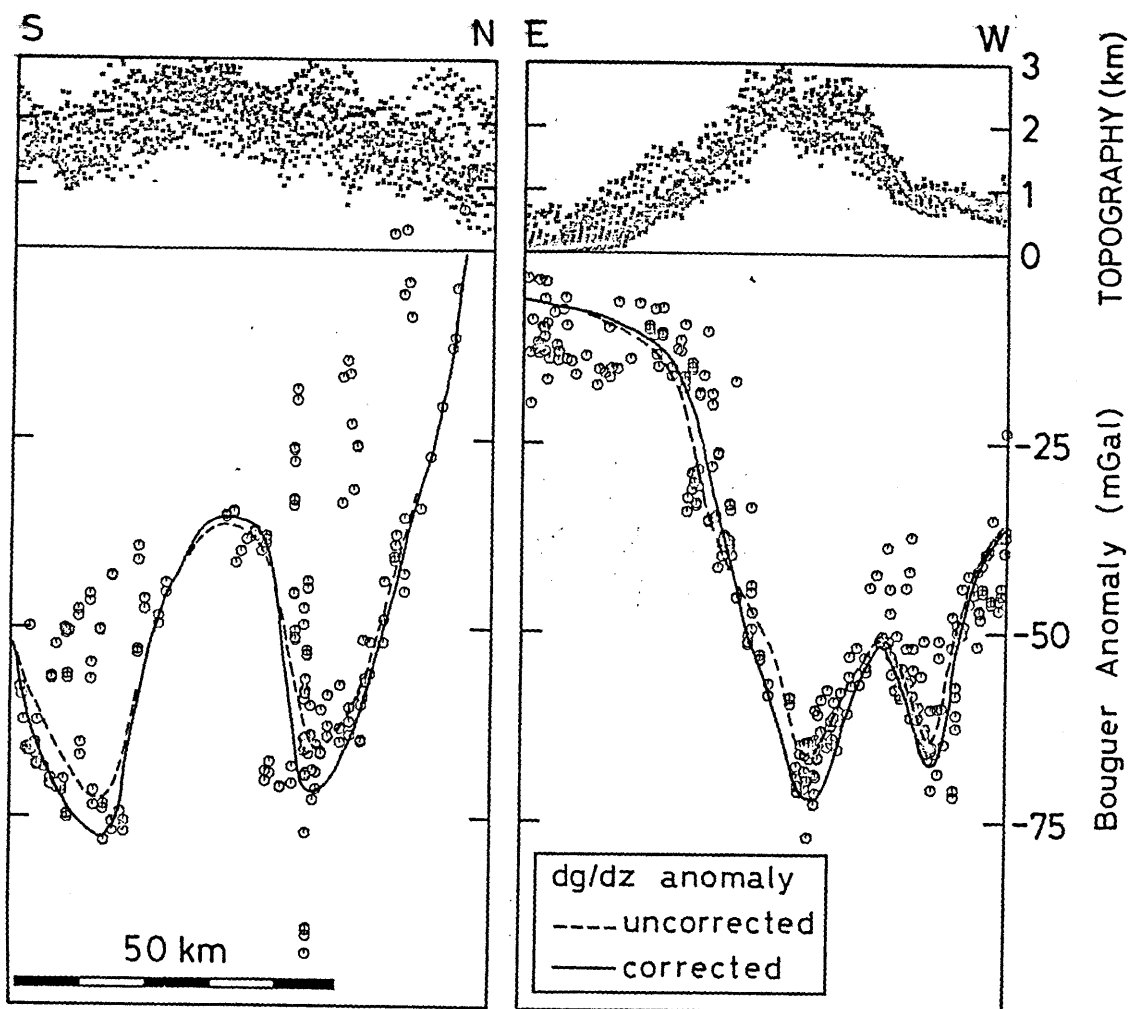 S N E W
3
2
1
0
TOPOGRAPHY (km)
-25
-50
-75
Bouguer Anomaly (mGal)
dg/dz anomaly
---- uncorrected
— corrected
50 km